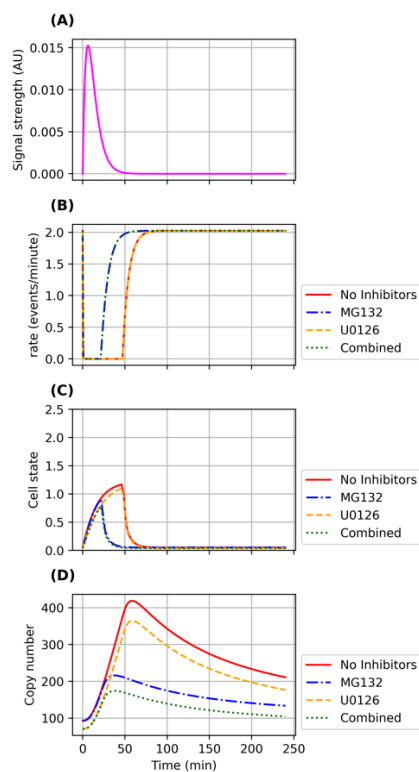 (A)
Signal strength (AU)
0.015
0.010
0.005
0.000
(B)
rate (events/minute)
2.0
1.5
1.0
0.5
0.0
No Inhibitors
MG132
U0126
Combined
(C)
Cell state
2.5
2.0
1.5
1.0
0.5
0.0
No Inhibitors
MG132
U0126
Combined
(D)
Copy number
400
300
200
100
No Inhibitors
MG132
U0126
Combined
0 50 100 150 200 250
Time (min)